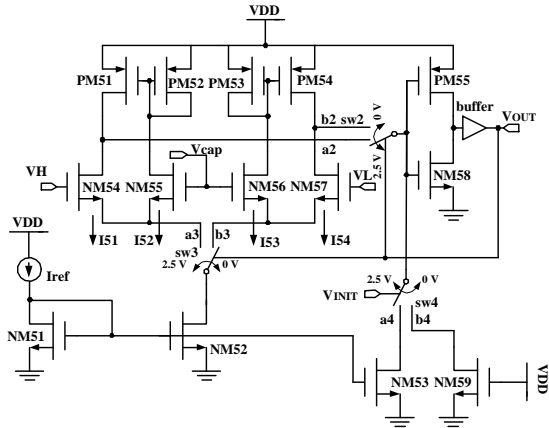 VDD
PM51 PM52 PM53 PM54 PM55
b2 sw2 0 V
a2
2.5 V
buffer
VOUT
Vcap
VH NM54 NM55 NM56 NM57 VL NM58
I51 I52 a3 b3 I53 I54
sw3
2.5 V 0 V
VDD
Iref
VINIT 2.5 V 0 V
sw4
a4 b4
NM51 NM52
NM53 NM59 VDD